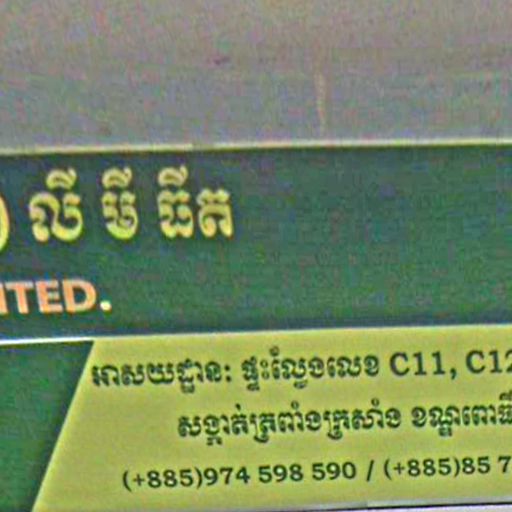 លី មី ធីត
ITED.
អាសយដ្ឋាន: ផ្ទះល្វែងលេខ C11, C12
សង្កាត់ត្រពាំងក្រសាំង ខណ្ឌពោធិ៍
(+885)974 598 590 / (+885)85 7